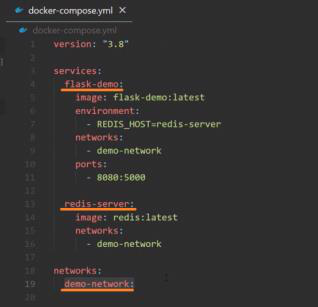 docker-compose.yml ×
docker-compose.yml
1 version: "3.8"
2
3 services:
4 flask-demo:
5 image: flask-demo:latest
6 environment:
7 - REDIS_HOST=redis-server
8 networks:
9 - demo-network
10 ports:
11 - 8080:5000
12
13 redis-server:
14 image: redis:latest
15 networks:
16 - demo-network
17
18 networks:
19 demo-network:
20